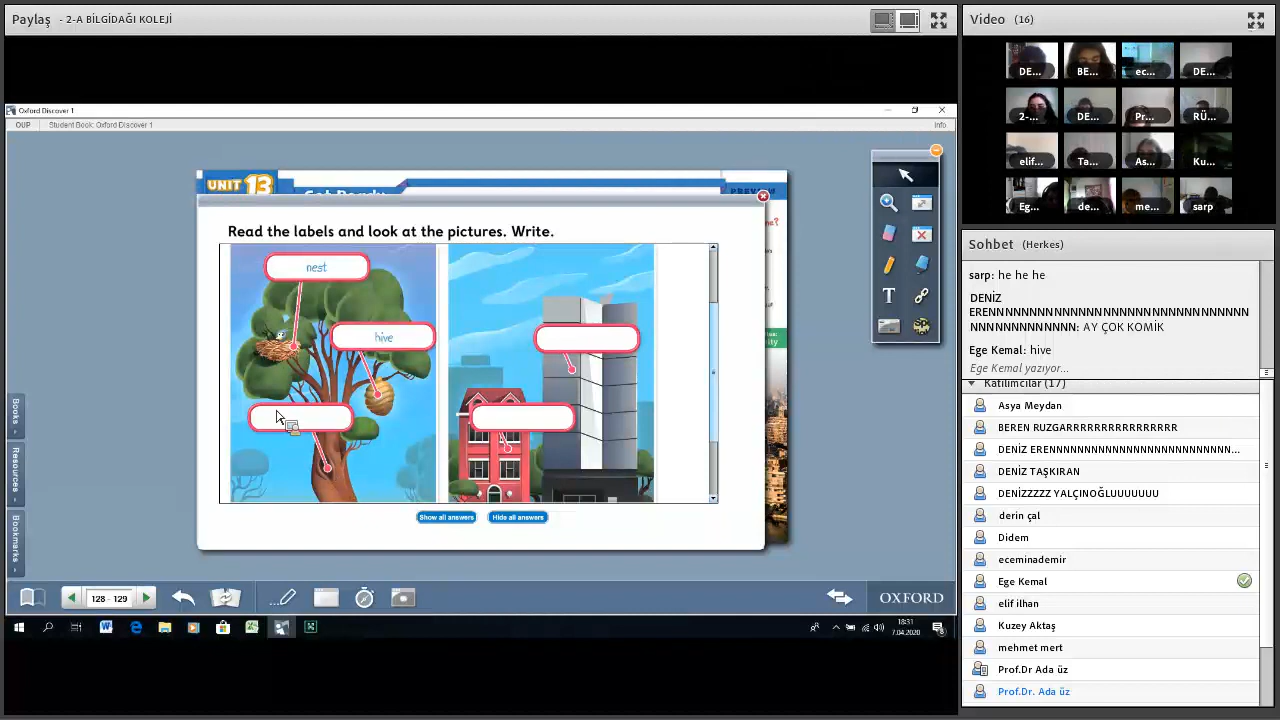 Paylaş - 2-A BİLGİDAĞI KOLEJİ
Oxford Discover 1
OUP Student Book: Oxford Discover 1 Info
UNIT 13
Read the labels and look at the pictures. Write.
nest
hive
Show all answers Hide all answers
Books
Resources
Bookmarks
128 - 129
OXFORD
18:31
7.04.2020
Video (16)
DE... BE... ec... DE...
2-... DE... Pr... RÜ...
elif... Ta... As... Ku...
Eg... de... me... sarp
Sohbet (Herkes)
sarp: he he he
DENİZ
ERENNNNNNNNNNNNNNNNNNNNNNNNNNN
NNNNNNNNNNNN: AY ÇOK KOMİK
Ege Kemal: hive
Ege Kemal yazıyor...
Katılımcılar (17)
Asya Meydan
BEREN RUZGARRRRRRRRRRRRRRR
DENİZ ERENNNNNNNNNNNNNNNNNNNNNNNNN...
DENİZ TAŞKIRAN
DENİZZZZZ YALÇINOĞLUUUUUUU
derin çal
Didem
eceminademir
Ege Kemal
elif ilhan
Kuzey Aktaş
mehmet mert
Prof.Dr Ada üz
Prof.Dr. Ada üz